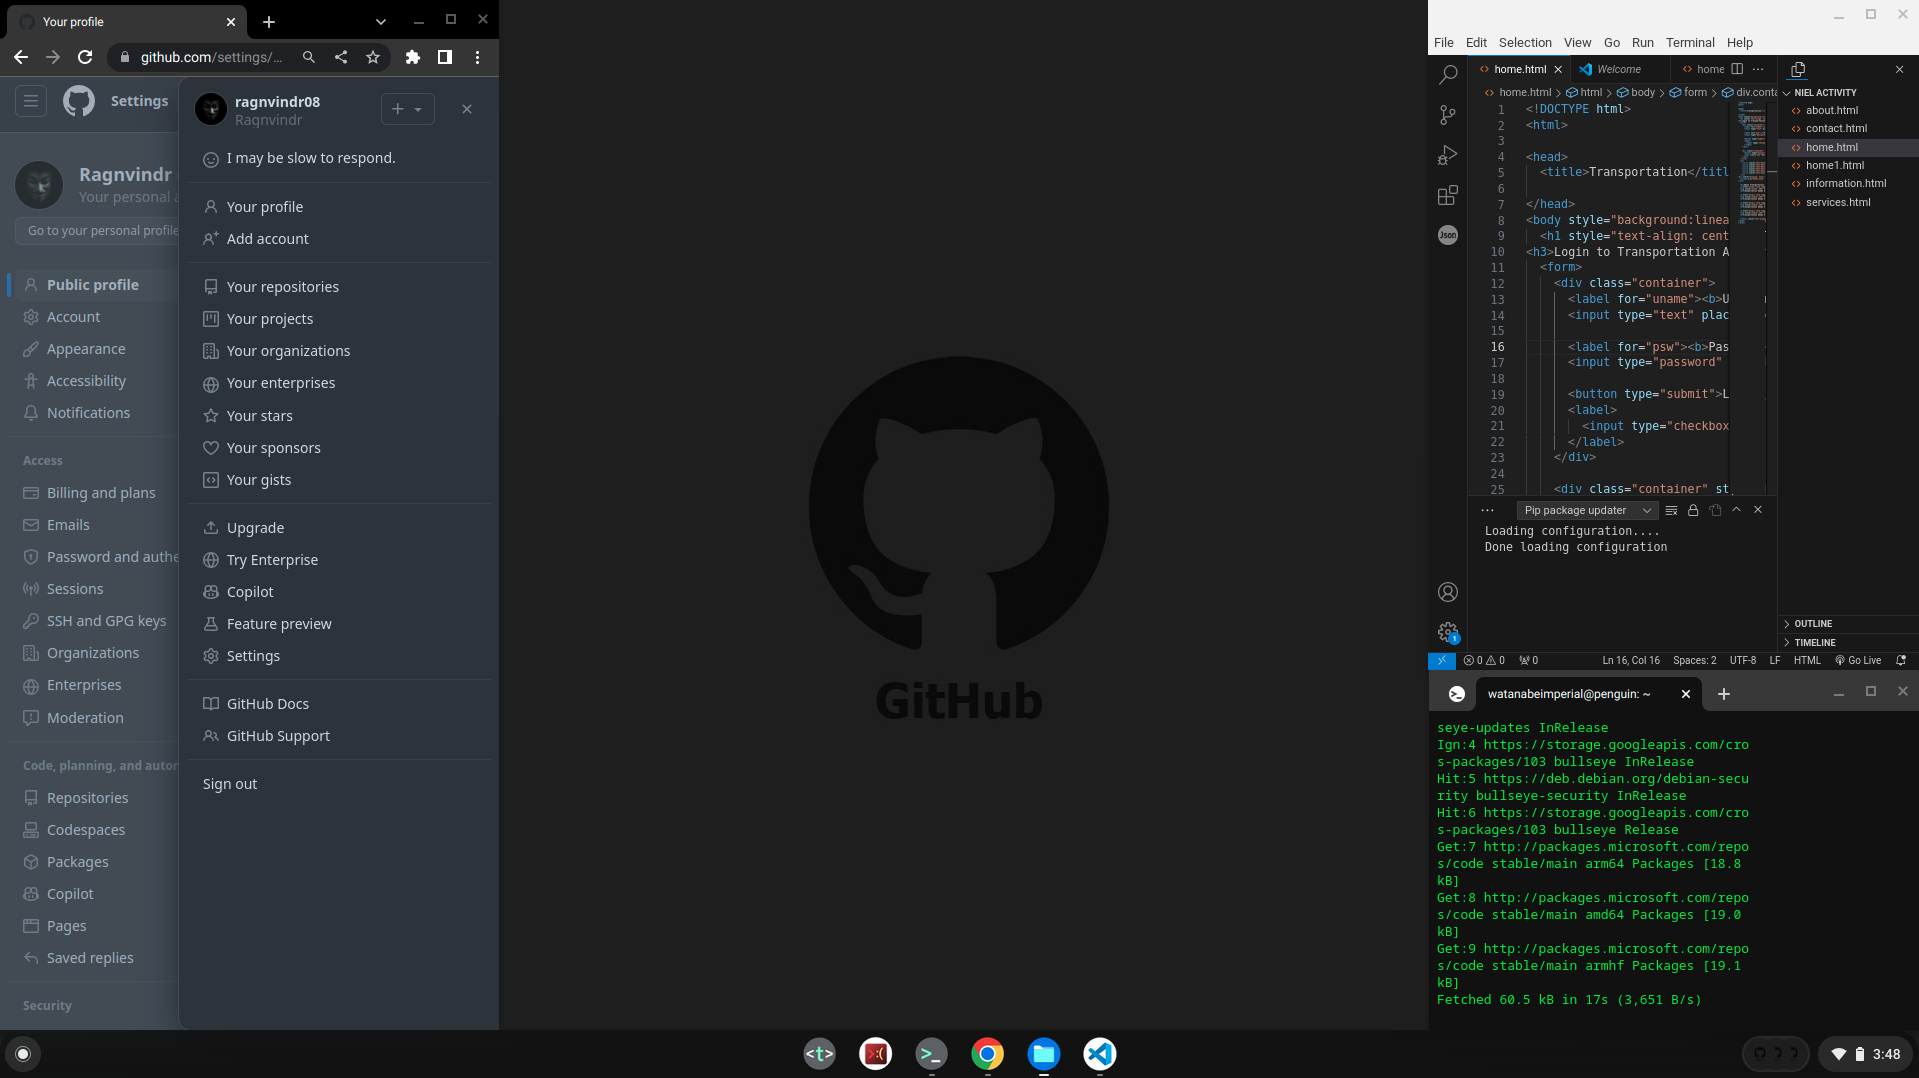 Your profile
github.com/settings/...
Settings
Ragnvindr
Your personal
Go to your personal profile
Public profile
Account
Appearance
Accessibility
Notifications
Access
Billing and plans
Emails
Password and authe
Sessions
SSH and GPG keys
Organizations
Enterprises
Moderation
Code, planning, and autor
Repositories
Codespaces
Packages
Copilot
Pages
Saved replies
Security
ragnvindr08
Ragnvindr
I may be slow to respond.
Your profile
Add account
Your repositories
Your projects
Your organizations
Your enterprises
Your stars
Your sponsors
Your gists
Upgrade
Try Enterprise
Copilot
Feature preview
Settings
GitHub Docs
GitHub Support
Sign out
GitHub
File Edit Selection View Go Run Terminal Help
home.html Welcome home
home.html > html > body > form > div.conta
1 <!DOCTYPE html>
2 <html>
3
4 <head>
5 <title>Transportation</titl
6
7 </head>
8 <body style="background:linea
9 <h1 style="text-align: cent
10 <h3>Login to Transportation A
11 <form>
12 <div class="container">
13 <label for="uname"><b>U
14 <input type="text" plac
15
16 <label for="psw"><b>Pas
17 <input type="password"
18
19 <button type="submit">L
20 <label>
21 <input type="checkbox
22 </label>
23 </div>
24
25 <div class="container" st
NIEL ACTIVITY
about.html
contact.html
home.html
home1.html
information.html
services.html
Json
Pip package updater
Loading configuration....
Done loading configuration
OUTLINE
TIMELINE
1
0 0 0 Ln 16, Col 16 Spaces: 2 UTF-8 LF HTML Go Live
watanabeimperial@penguin: ~
seye-updates InRelease
Ign:4 https://storage.googleapis.com/cro
s-packages/103 bullseye InRelease
Hit:5 https://deb.debian.org/debian-secu
rity bullseye-security InRelease
Hit:6 https://storage.googleapis.com/cro
s-packages/103 bullseye Release
Get:7 http://packages.microsoft.com/repo
s/code stable/main arm64 Packages [18.8
kB]
Get:8 http://packages.microsoft.com/repo
s/code stable/main amd64 Packages [19.0
kB]
Get:9 http://packages.microsoft.com/repo
s/code stable/main armhf Packages [19.1
kB]
Fetched 60.5 kB in 17s (3,651 B/s)
<t>
3:48